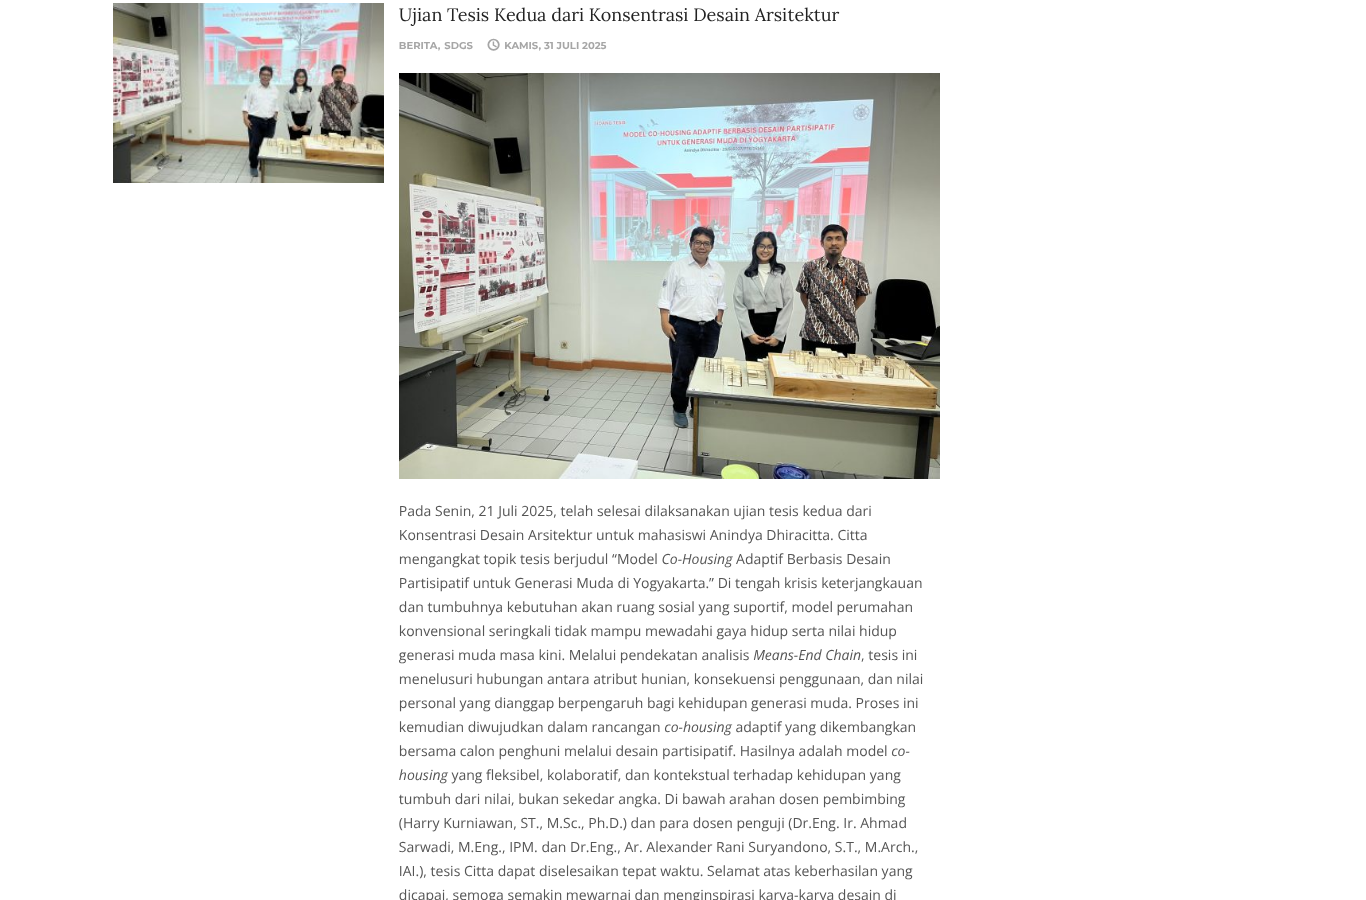 Ujian Tesis Kedua dari Konsentrasi Desain Arsitektur
BERITA, SDGS KAMIS, 31 JULI 2025
MODEL CO-HOUSING ADAPTIF BERBASIS DESAIN PARTISIPATIF
UNTUK GENERASI MUDA DI YOGYAKARTA
Pada Senin, 21 Juli 2025, telah selesai dilaksanakan ujian tesis kedua dari
Konsentrasi Desain Arsitektur untuk mahasiswi Anindya Dhiracitta. Citta
mengangkat topik tesis berjudul “Model Co-Housing Adaptif Berbasis Desain
Partisipatif untuk Generasi Muda di Yogyakarta.” Di tengah krisis keterjangkauan
dan tumbuhnya kebutuhan akan ruang sosial yang suportif, model perumahan
konvensional seringkali tidak mampu mewadahi gaya hidup serta nilai hidup
generasi muda masa kini. Melalui pendekatan analisis Means-End Chain, tesis ini
menelusuri hubungan antara atribut hunian, konsekuensi penggunaan, dan nilai
personal yang dianggap berpengaruh bagi kehidupan generasi muda. Proses ini
kemudian diwujudkan dalam rancangan co-housing adaptif yang dikembangkan
bersama calon penghuni melalui desain partisipatif. Hasilnya adalah model co-
housing yang fleksibel, kolaboratif, dan kontekstual terhadap kehidupan yang
tumbuh dari nilai, bukan sekedar angka. Di bawah arahan dosen pembimbing
(Harry Kurniawan, ST., M.Sc., Ph.D.) dan para dosen penguji (Dr.Eng. Ir. Ahmad
Sarwadi, M.Eng., IPM. dan Dr.Eng., Ar. Alexander Rani Suryandono, S.T., M.Arch.,
IAI.), tesis Citta dapat diselesaikan tepat waktu. Selamat atas keberhasilan yang
dicapai, semoga semakin mewarnai dan menginspirasi karya-karya desain di